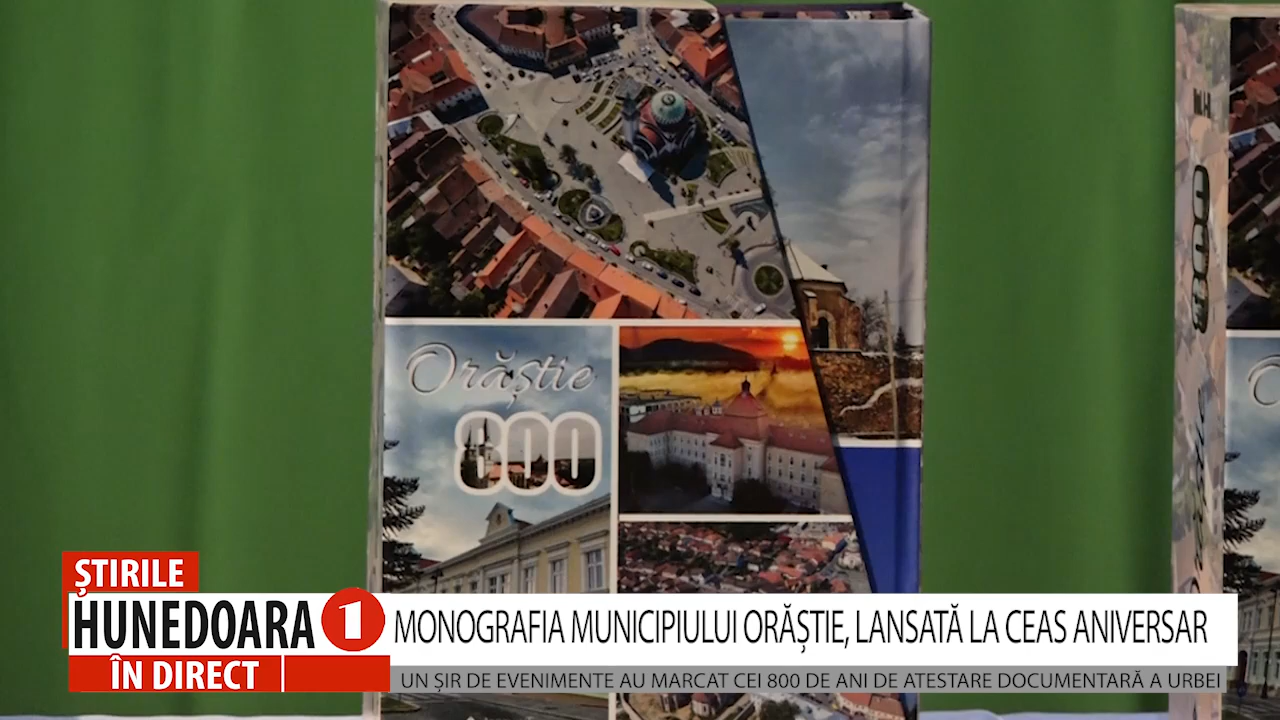 Orăștie
800
800
ȘTIRILE
HUNEDOARA 1
ÎN DIRECT
MONOGRAFIA MUNICIPIULUI ORĂȘTIE, LANSATĂ LA CEAS ANIVERSAR
UN ȘIR DE EVENIMENTE AU MARCAT CEI 800 DE ANI DE ATESTARE DOCUMENTARĂ A URBEI